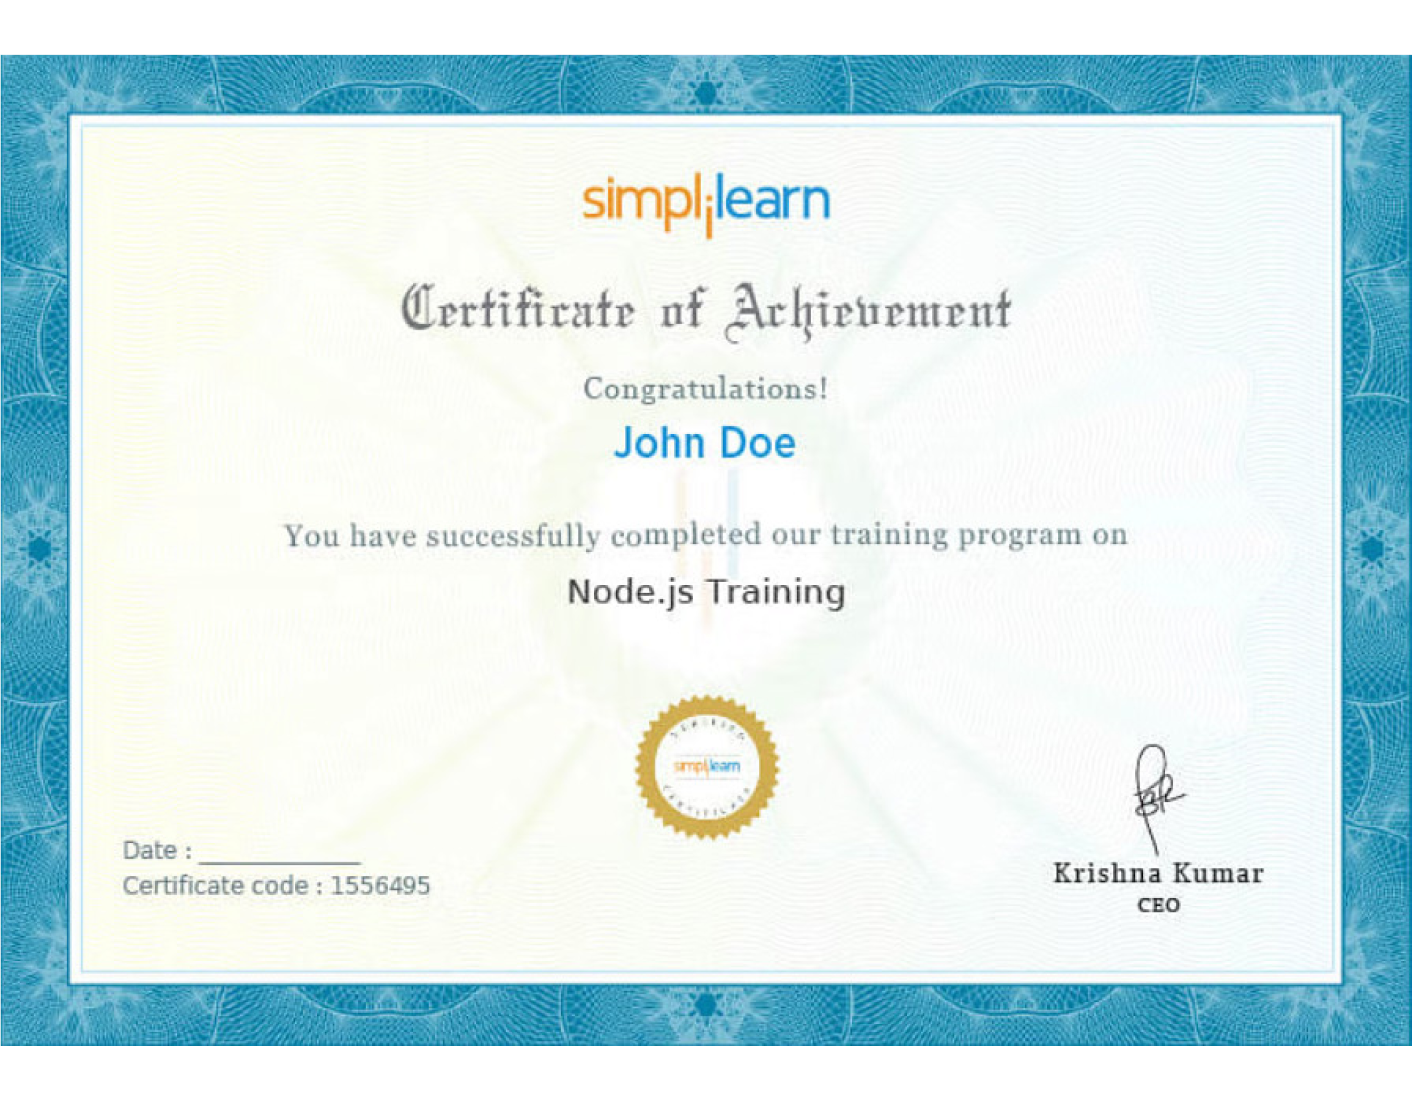 simplilearn
Certificate of Achievement
Congratulations!
John Doe
You have successfully completed our training program on
Node.js Training
CERTIFIED
simplilearn
CERTIFICATE
Date : ____________
Certificate code : 1556495
Krishna Kumar
CEO